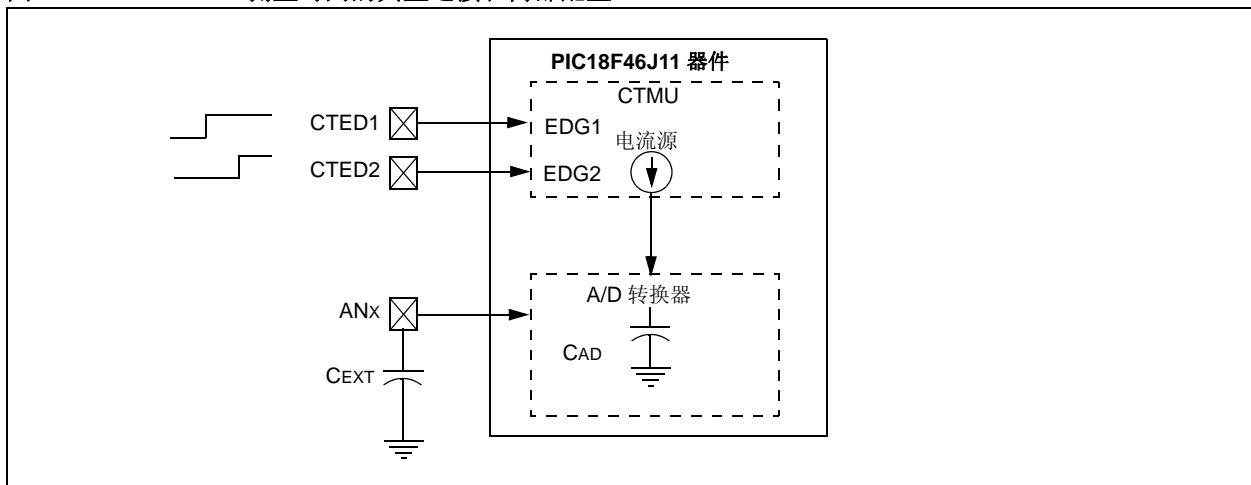 PIC18F46J11 器件
CTMU
CTED1
EDG1
电流源
CTED2
EDG2
ANX
A/D 转换器
CAD
CEXT